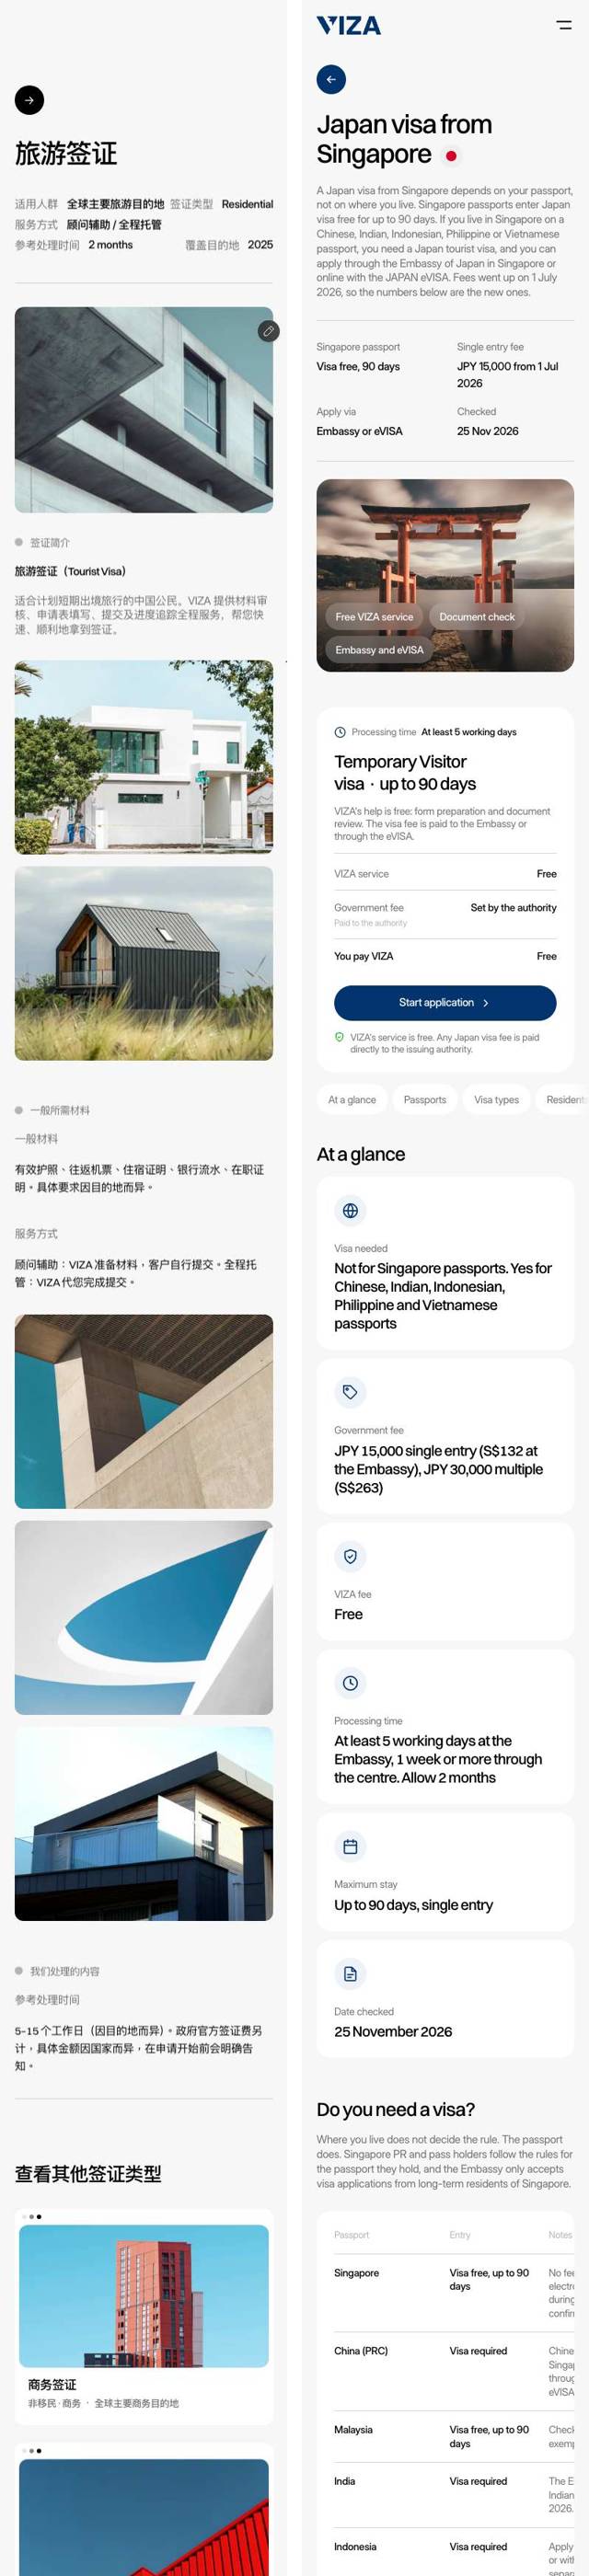 旅游签证
适用人群 全球主要旅游目的地 签证类型 Residential
服务方式 顾问辅助 / 全程托管
参考处理时间 2 months 覆盖目的地 2025
签证简介
旅游签证（Tourist Visa）
适合计划短期出境旅行的中国公民。VIZA 提供材料审
核、申请表填写、提交及进度追踪全程服务，帮您快
速、顺利地拿到签证。
一般所需材料
一般材料
有效护照、往返机票、住宿证明、银行流水、在职证
明。具体要求因目的地而异。
服务方式
顾问辅助：VIZA 准备材料，客户自行提交。全程托
管：VIZA 代您完成提交。
我们处理的内容
参考处理时间
5-15 个工作日（因目的地而异）。政府官方签证费另
计，具体金额因国家而异，在申请开始前会明确告
知。
查看其他签证类型
商务签证
非移民 · 商务 · 全球主要商务目的地
VIZA
Japan visa from
Singapore
A Japan visa from Singapore depends on your passport,
not on where you live. Singapore passports enter Japan
visa free for up to 90 days. If you live in Singapore on a
Chinese, Indian, Indonesian, Philippine or Vietnamese
passport, you need a Japan tourist visa, and you can
apply through the Embassy of Japan in Singapore or
online with the JAPAN eVISA. Fees went up on 1 July
2026, so the numbers below are the new ones.
Singapore passport
Visa free, 90 days
Single entry fee
JPY 15,000 from 1 Jul
2026
Apply via
Embassy or eVISA
Checked
25 Nov 2026
Free VIZA service
Document check
Embassy and eVISA
Processing time At least 5 working days
Temporary Visitor
visa · up to 90 days
VIZA's help is free: form preparation and document
review. The visa fee is paid to the Embassy or
through the eVISA.
VIZA service Free
Government fee Set by the authority
Paid to the authority
You pay VIZA Free
Start application
VIZA's service is free. Any Japan visa fee is paid
directly to the issuing authority.
At a glance Passports Visa types Resident
At a glance
Visa needed
Not for Singapore passports. Yes for
Chinese, Indian, Indonesian,
Philippine and Vietnamese
passports
Government fee
JPY 15,000 single entry (S$132 at
the Embassy), JPY 30,000 multiple
(S$263)
VIZA fee
Free
Processing time
At least 5 working days at the
Embassy, 1 week or more through
the centre. Allow 2 months
Maximum stay
Up to 90 days, single entry
Date checked
25 November 2026
Do you need a visa?
Where you live does not decide the rule. The passport
does. Singapore PR and pass holders follow the rules for
the passport they hold, and the Embassy only accepts
visa applications from long-term residents of Singapore.
Passport Entry Notes
Singapore
Visa free, up to 90
days
No fee
electro
during
confir
China (PRC)
Visa required
Chine
Singap
throug
eVISA
Malaysia
Visa free, up to 90
days
Check
exemp
India
Visa required
The E
Indian
2026.
Indonesia
Visa required
Apply
or with
separa